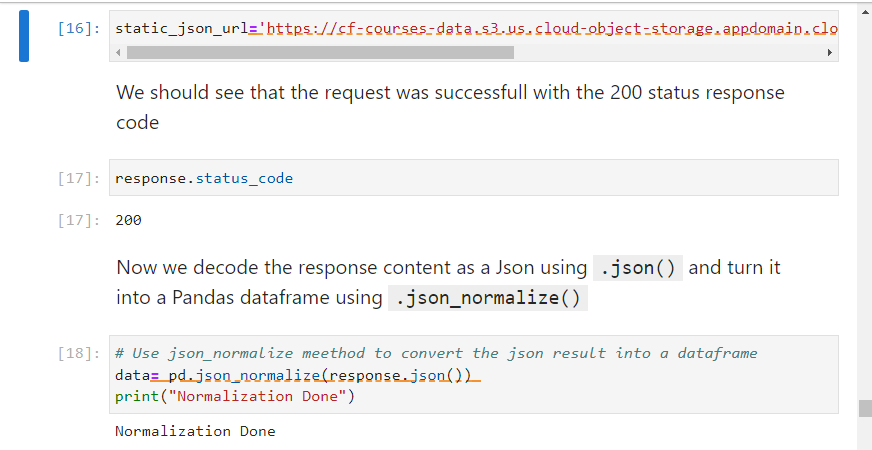 [16]: static_json_url='https://cf-courses-data.s3.us.cloud-object-storage.appdomain.clo
We should see that the request was successfull with the 200 status response
code
[17]: response.status_code
[17]: 200
Now we decode the response content as a Json using .json() and turn it
into a Pandas dataframe using .json_normalize()
[18]: # Use json_normalize meethod to convert the json result into a dataframe
data= pd.json_normalize(response.json())
print("Normalization Done")
Normalization Done